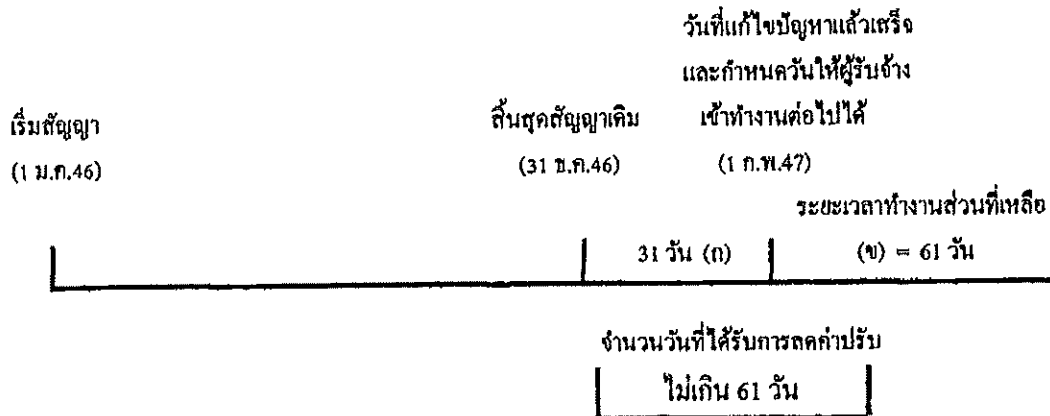 วันที่แก้ไขปัญหาแล้วเสร็จ
และกำหนดวันให้ผู้รับจ้าง
เริ่มสัญญา สิ้นสุดสัญญาเดิม เข้าทำงานต่อไปได้
(1 ม.ค.46) (31 ธ.ค.46) (1 ก.พ.47)
ระยะเวลาทำงานส่วนที่เหลือ
31 วัน (ก) (ข) = 61 วัน
จำนวนวันที่ได้รับการลดค่าปรับ
ไม่เกิน 61 วัน